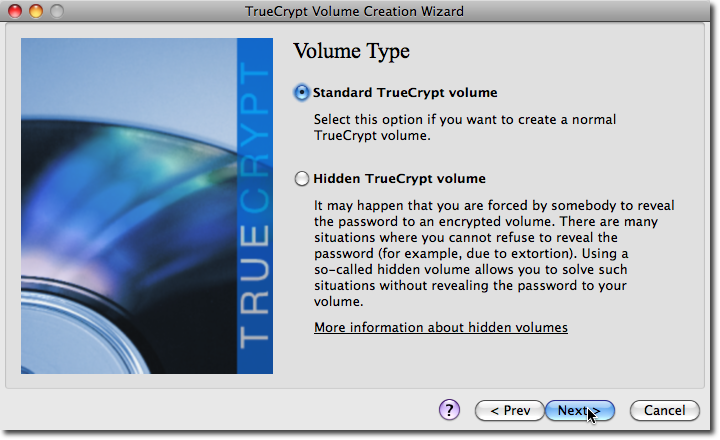 TrueCrypt Volume Creation Wizard
TRUECRYPT
Volume Type
Standard TrueCrypt volume
Select this option if you want to create a normal
TrueCrypt volume.
Hidden TrueCrypt volume
It may happen that you are forced by somebody to reveal
the password to an encrypted volume. There are many
situations where you cannot refuse to reveal the
password (for example, due to extortion). Using a
so-called hidden volume allows you to solve such
situations without revealing the password to your
volume.
More information about hidden volumes
?
< Prev
Next >
Cancel